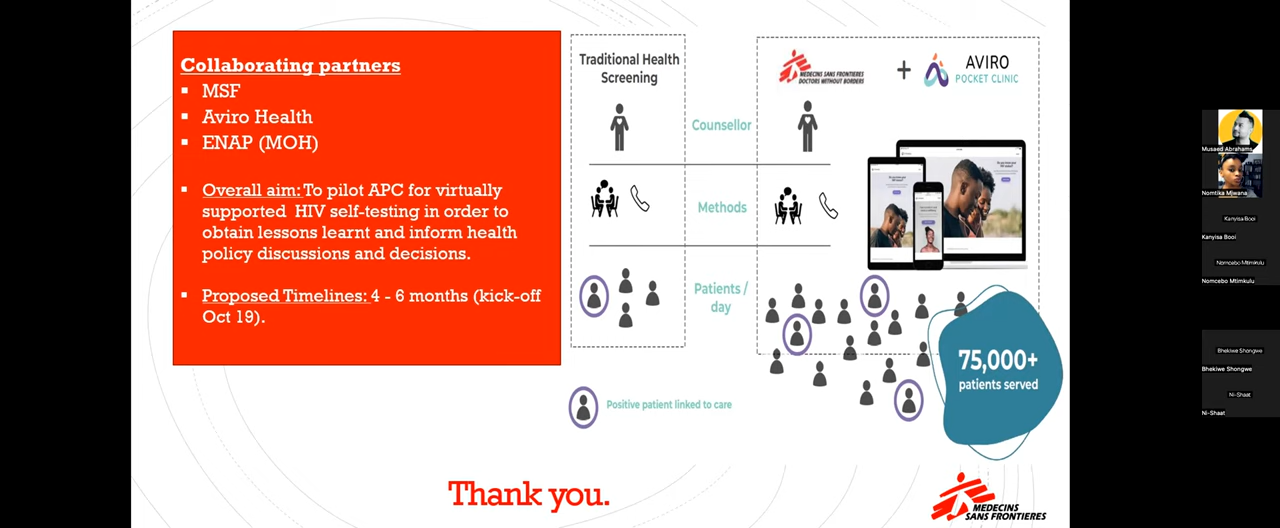 Collaborating partners
MSF
Aviro Health
ENAP (MOH)
Overall aim: To pilot APC for virtually
supported HIV self-testing in order to
obtain lessons learnt and inform health
policy discussions and decisions.
Proposed Timelines: 4 - 6 months (kick-off
Oct 19).
Traditional Health
Screening
Counsellor
Methods
Patients /
day
Positive patient linked to care
MEDECINS SANS FRONTIERES
DOCTORS WITHOUT BORDERS
+
AVIRO
POCKET CLINIC
75,000+
patients served
Thank you.
MEDECINS
SANS FRONTIERES
Musaed Abrahams
Nomtika Mjwana
Kanyisa Booi
Kanyisa Booi
Nomcebo Mtimkulu
Nomcebo Mtimkulu
Bhekiwe Shongwe
Bhekiwe Shongwe
Ni-Shaat
Ni-Shaat